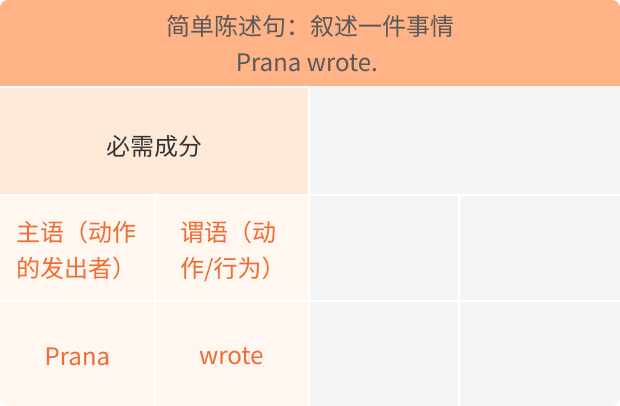 简单陈述句：叙述一件事情
Prana wrote.
必需成分
主语（动作
的发出者）
谓语（动
作/行为）
Prana
wrote